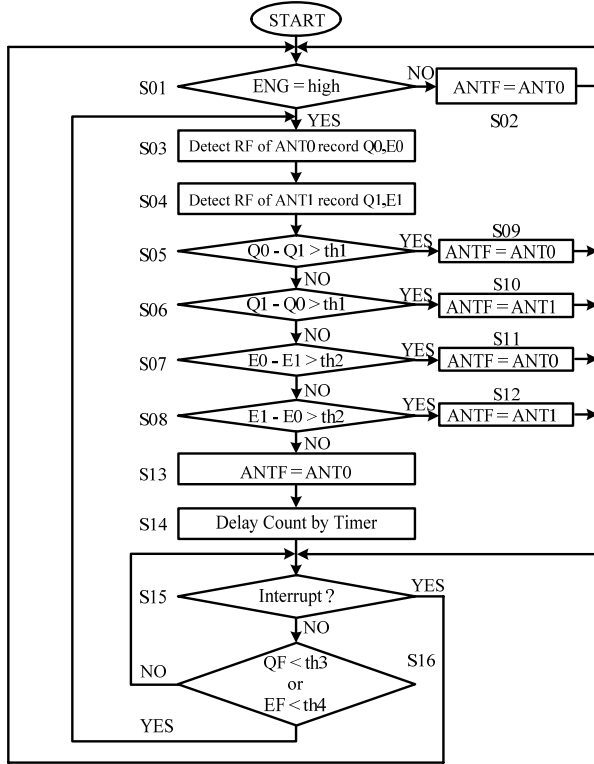 START
S01
ENG = high
NO
ANTF = ANT0
S02
YES
S03
Detect RF of ANT0 record Q0,E0
S04
Detect RF of ANT1 record Q1,E1
S05
Q0 - Q1 > th1
YES
S09
ANTF = ANT0
NO
S06
Q1 - Q0 > th1
YES
S10
ANTF = ANT1
NO
S07
E0 - E1 > th2
YES
S11
ANTF = ANT0
NO
S08
E1 - E0 > th2
YES
S12
ANTF = ANT1
NO
S13
ANTF = ANT0
S14
Delay Count by Timer
S15
Interrupt ?
YES
NO
S16
QF < th3
or
EF < th4
NO
YES